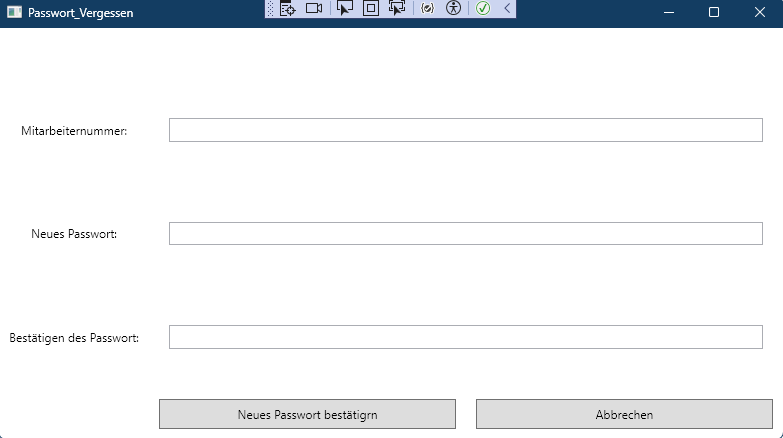 Passwort_Vergessen
Mitarbeiternummer:
Neues Passwort:
Bestätigen des Passwort:
Neues Passwort bestätigrn
Abbrechen